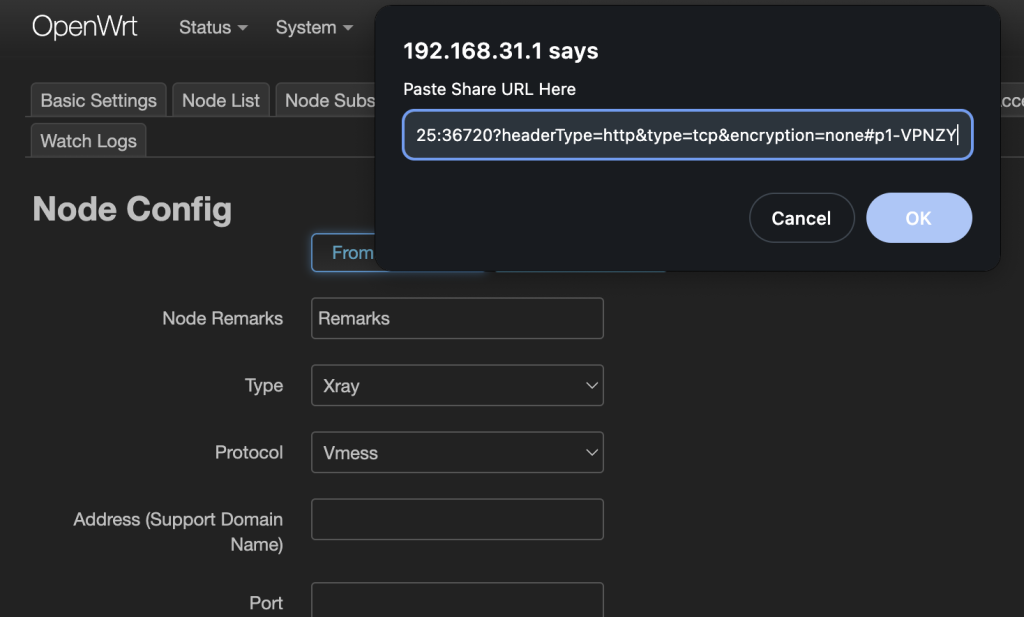 OpenWrt Status System
192.168.31.1 says
Paste Share URL Here
25:36720?headerType=http&type=tcp&encryption=none#p1-VPNZY
Cancel OK
Basic Settings Node List Node Subs
Watch Logs
Node Config
From
Node Remarks Remarks
Type Xray
Protocol Vmess
Address (Support Domain
Name)
Port